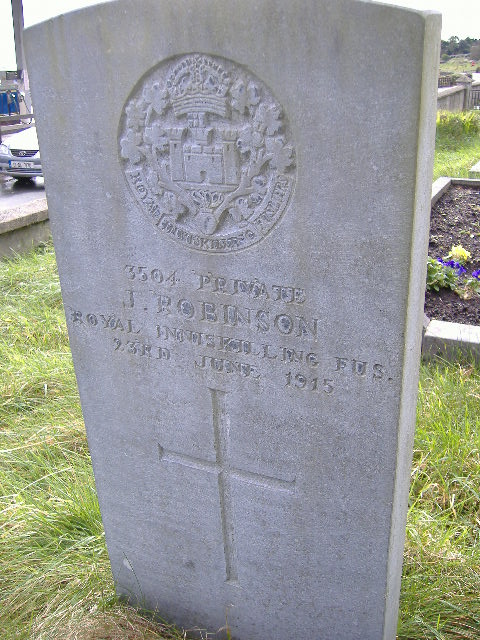 ROYAL INNISKILLING FUSILIERS
3504 PRIVATE
J. ROBINSON
ROYAL INNISKILLING FUS.
23RD JUNE 1915